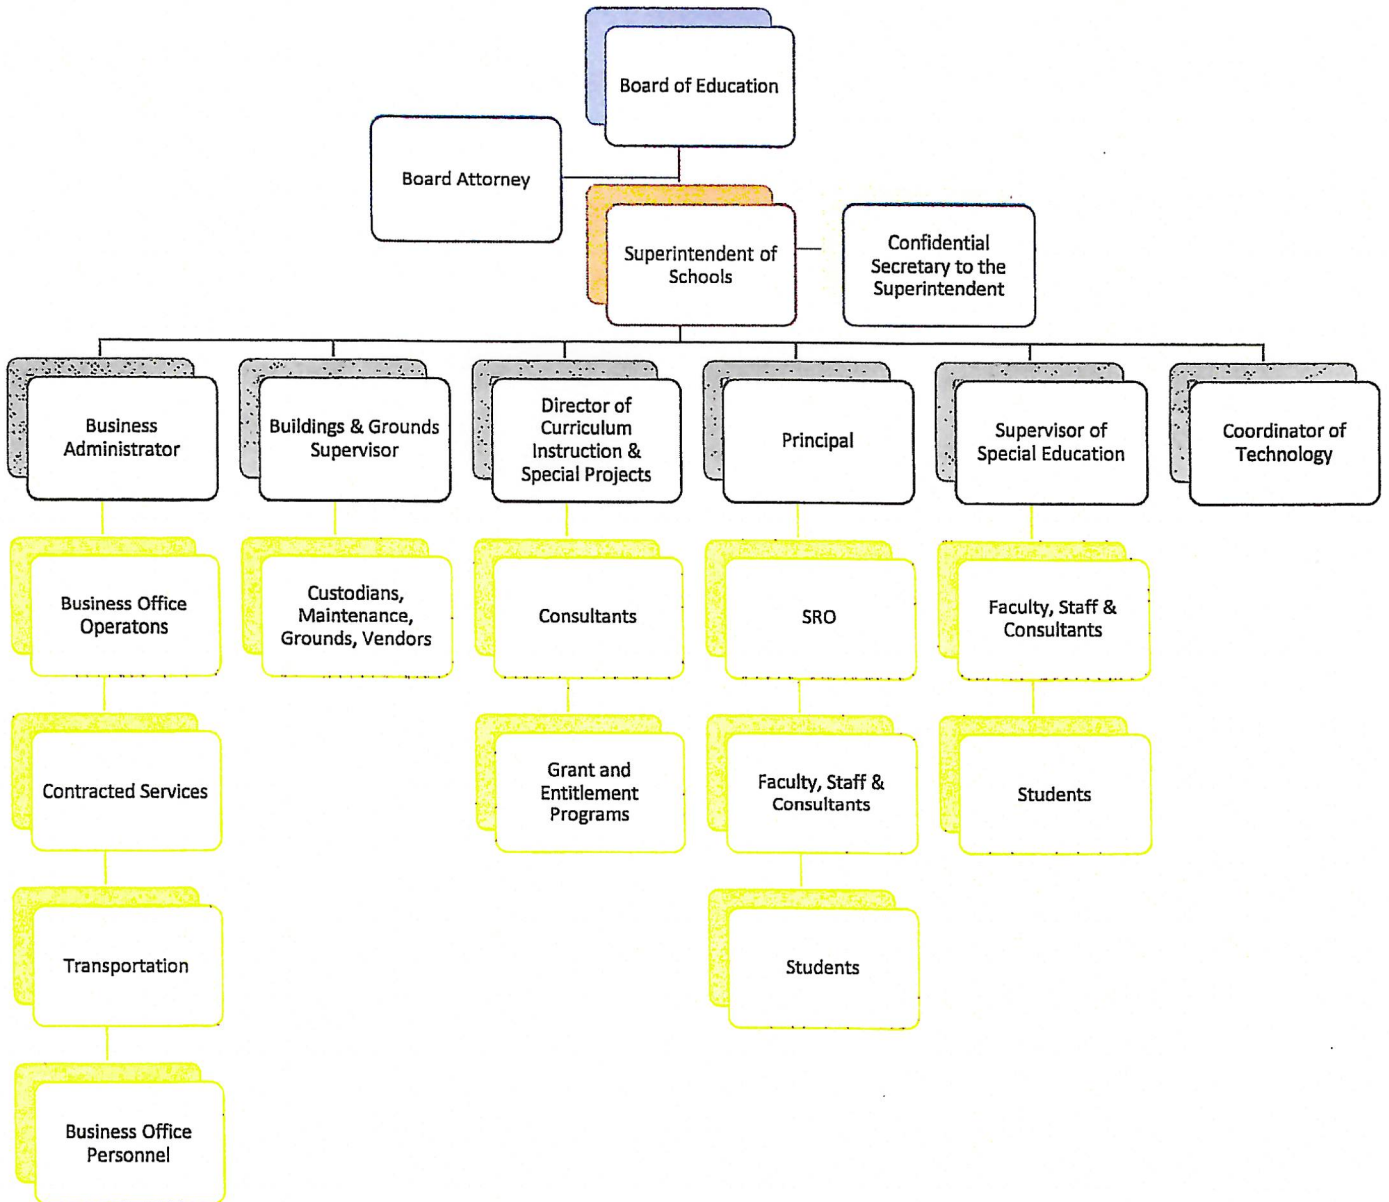 Board of Education
Board Attorney
Superintendent of
Schools
Confidential
Secretary to the
Superintendent
Business
Administrator
Buildings & Grounds
Supervisor
Director of
Curriculum
Instruction &
Special Projects
Principal
Supervisor of
Special Education
Coordinator of
Technology
Business Office
Operatons
Custodians,
Maintenance,
Grounds, Vendors
Consultants
SRO
Faculty, Staff &
Consultants
Contracted Services
Grant and
Entitlement
Programs
Faculty, Staff &
Consultants
Students
Transportation
Students
Business Office
Personnel